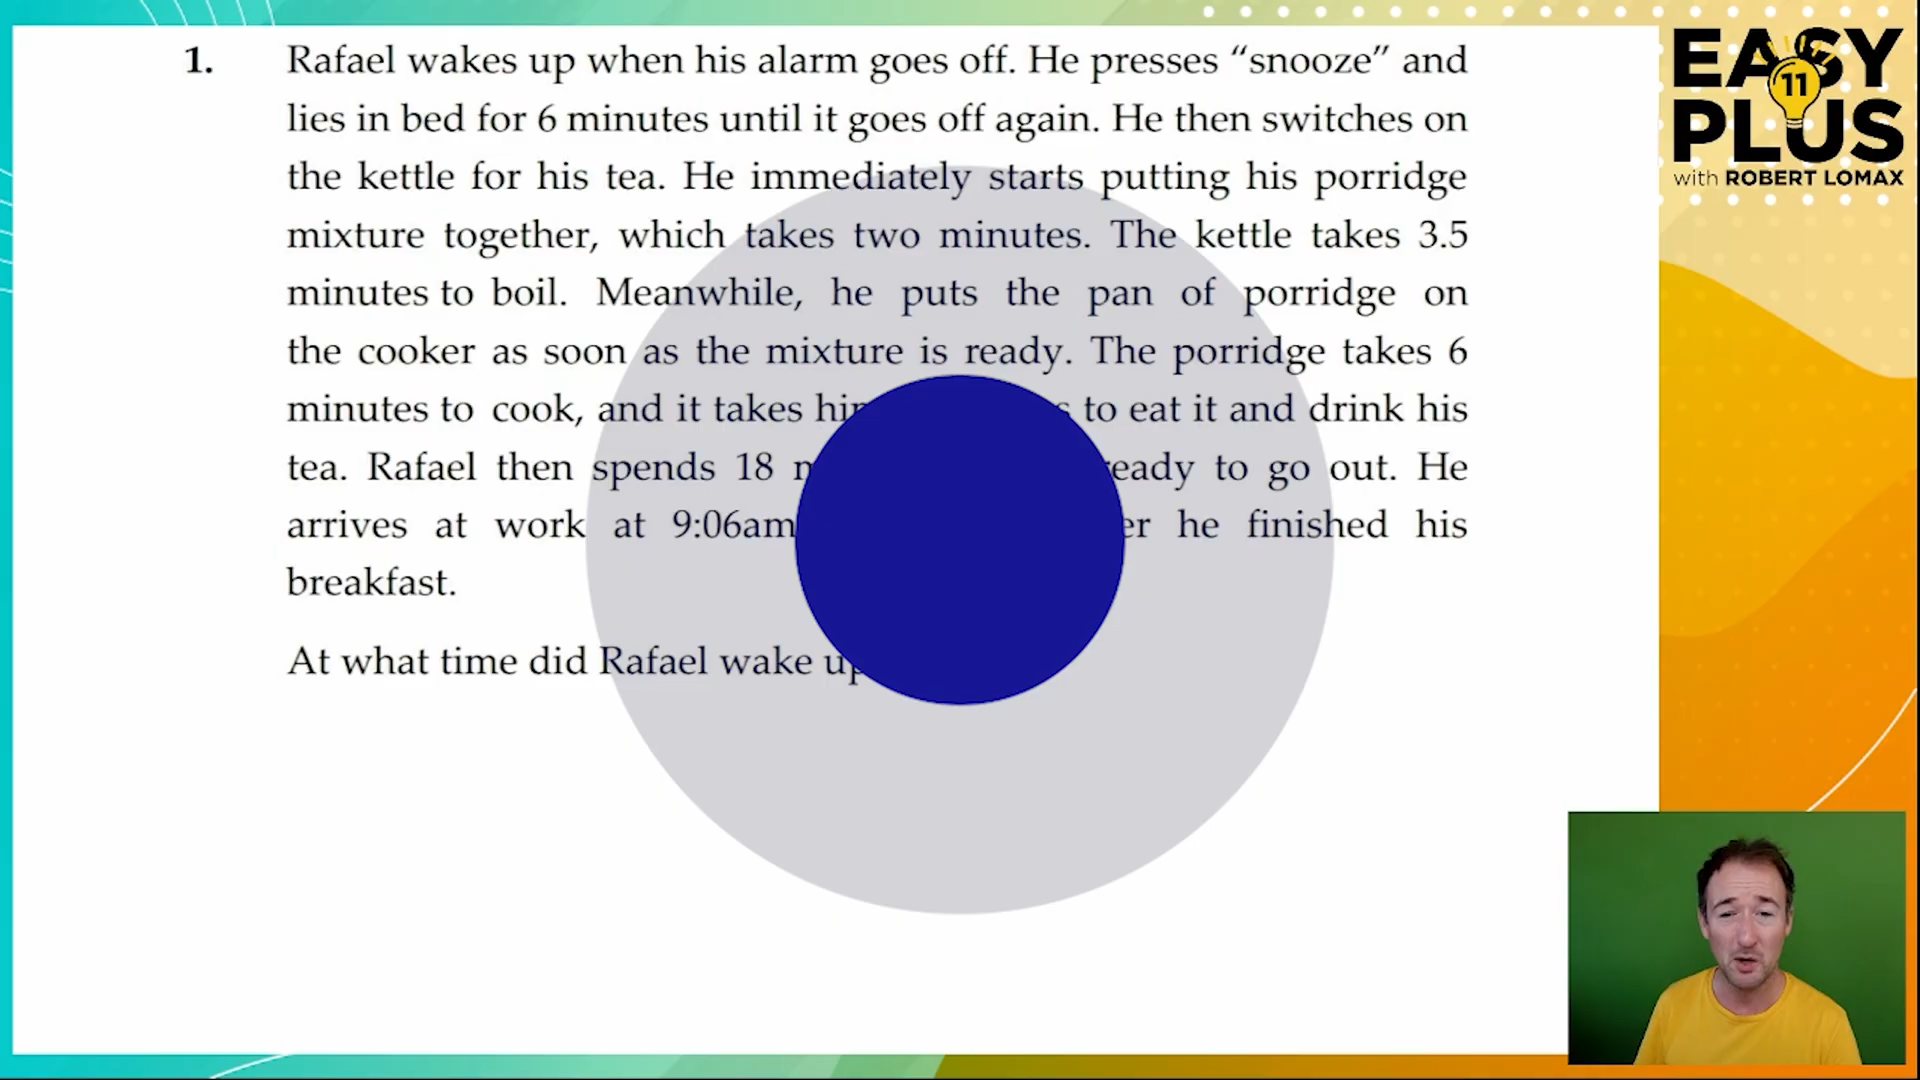 1. Rafael wakes up when his alarm goes off. He presses “snooze” and
lies in bed for 6 minutes until it goes off again. He then switches on
the kettle for his tea. He immediately starts putting his porridge
mixture together, which takes two minutes. The kettle takes 3.5
minutes to boil. Meanwhile, he puts the pan of porridge on
the cooker as soon as the mixture is ready. The porridge takes 6
minutes to cook, and it takes to eat it and drink his
tea. Rafael then spends 18 to go out. He
arrives at work at 9:06am he finished his
breakfast.
At what time did Rafael wake
EASY
11
PLUS
with ROBERT LOMAX